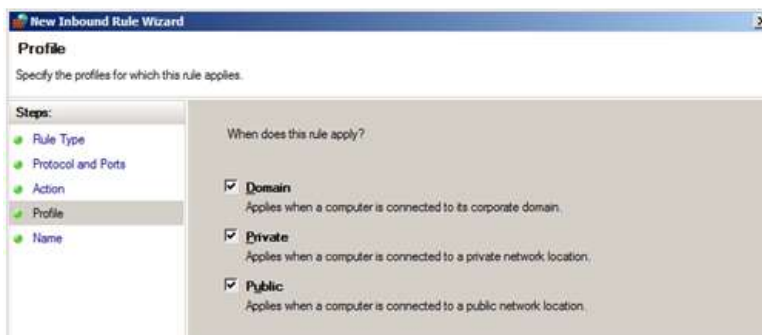 New Inbound Rule Wizard
Profile
Specify the profiles for which this rule applies.
Steps:
Rule Type
Protocol and Ports
Action
Profile
Name
When does this rule apply?
Domain
Applies when a computer is connected to its corporate domain.
Private
Applies when a computer is connected to a private network location.
Public
Applies when a computer is connected to a public network location.